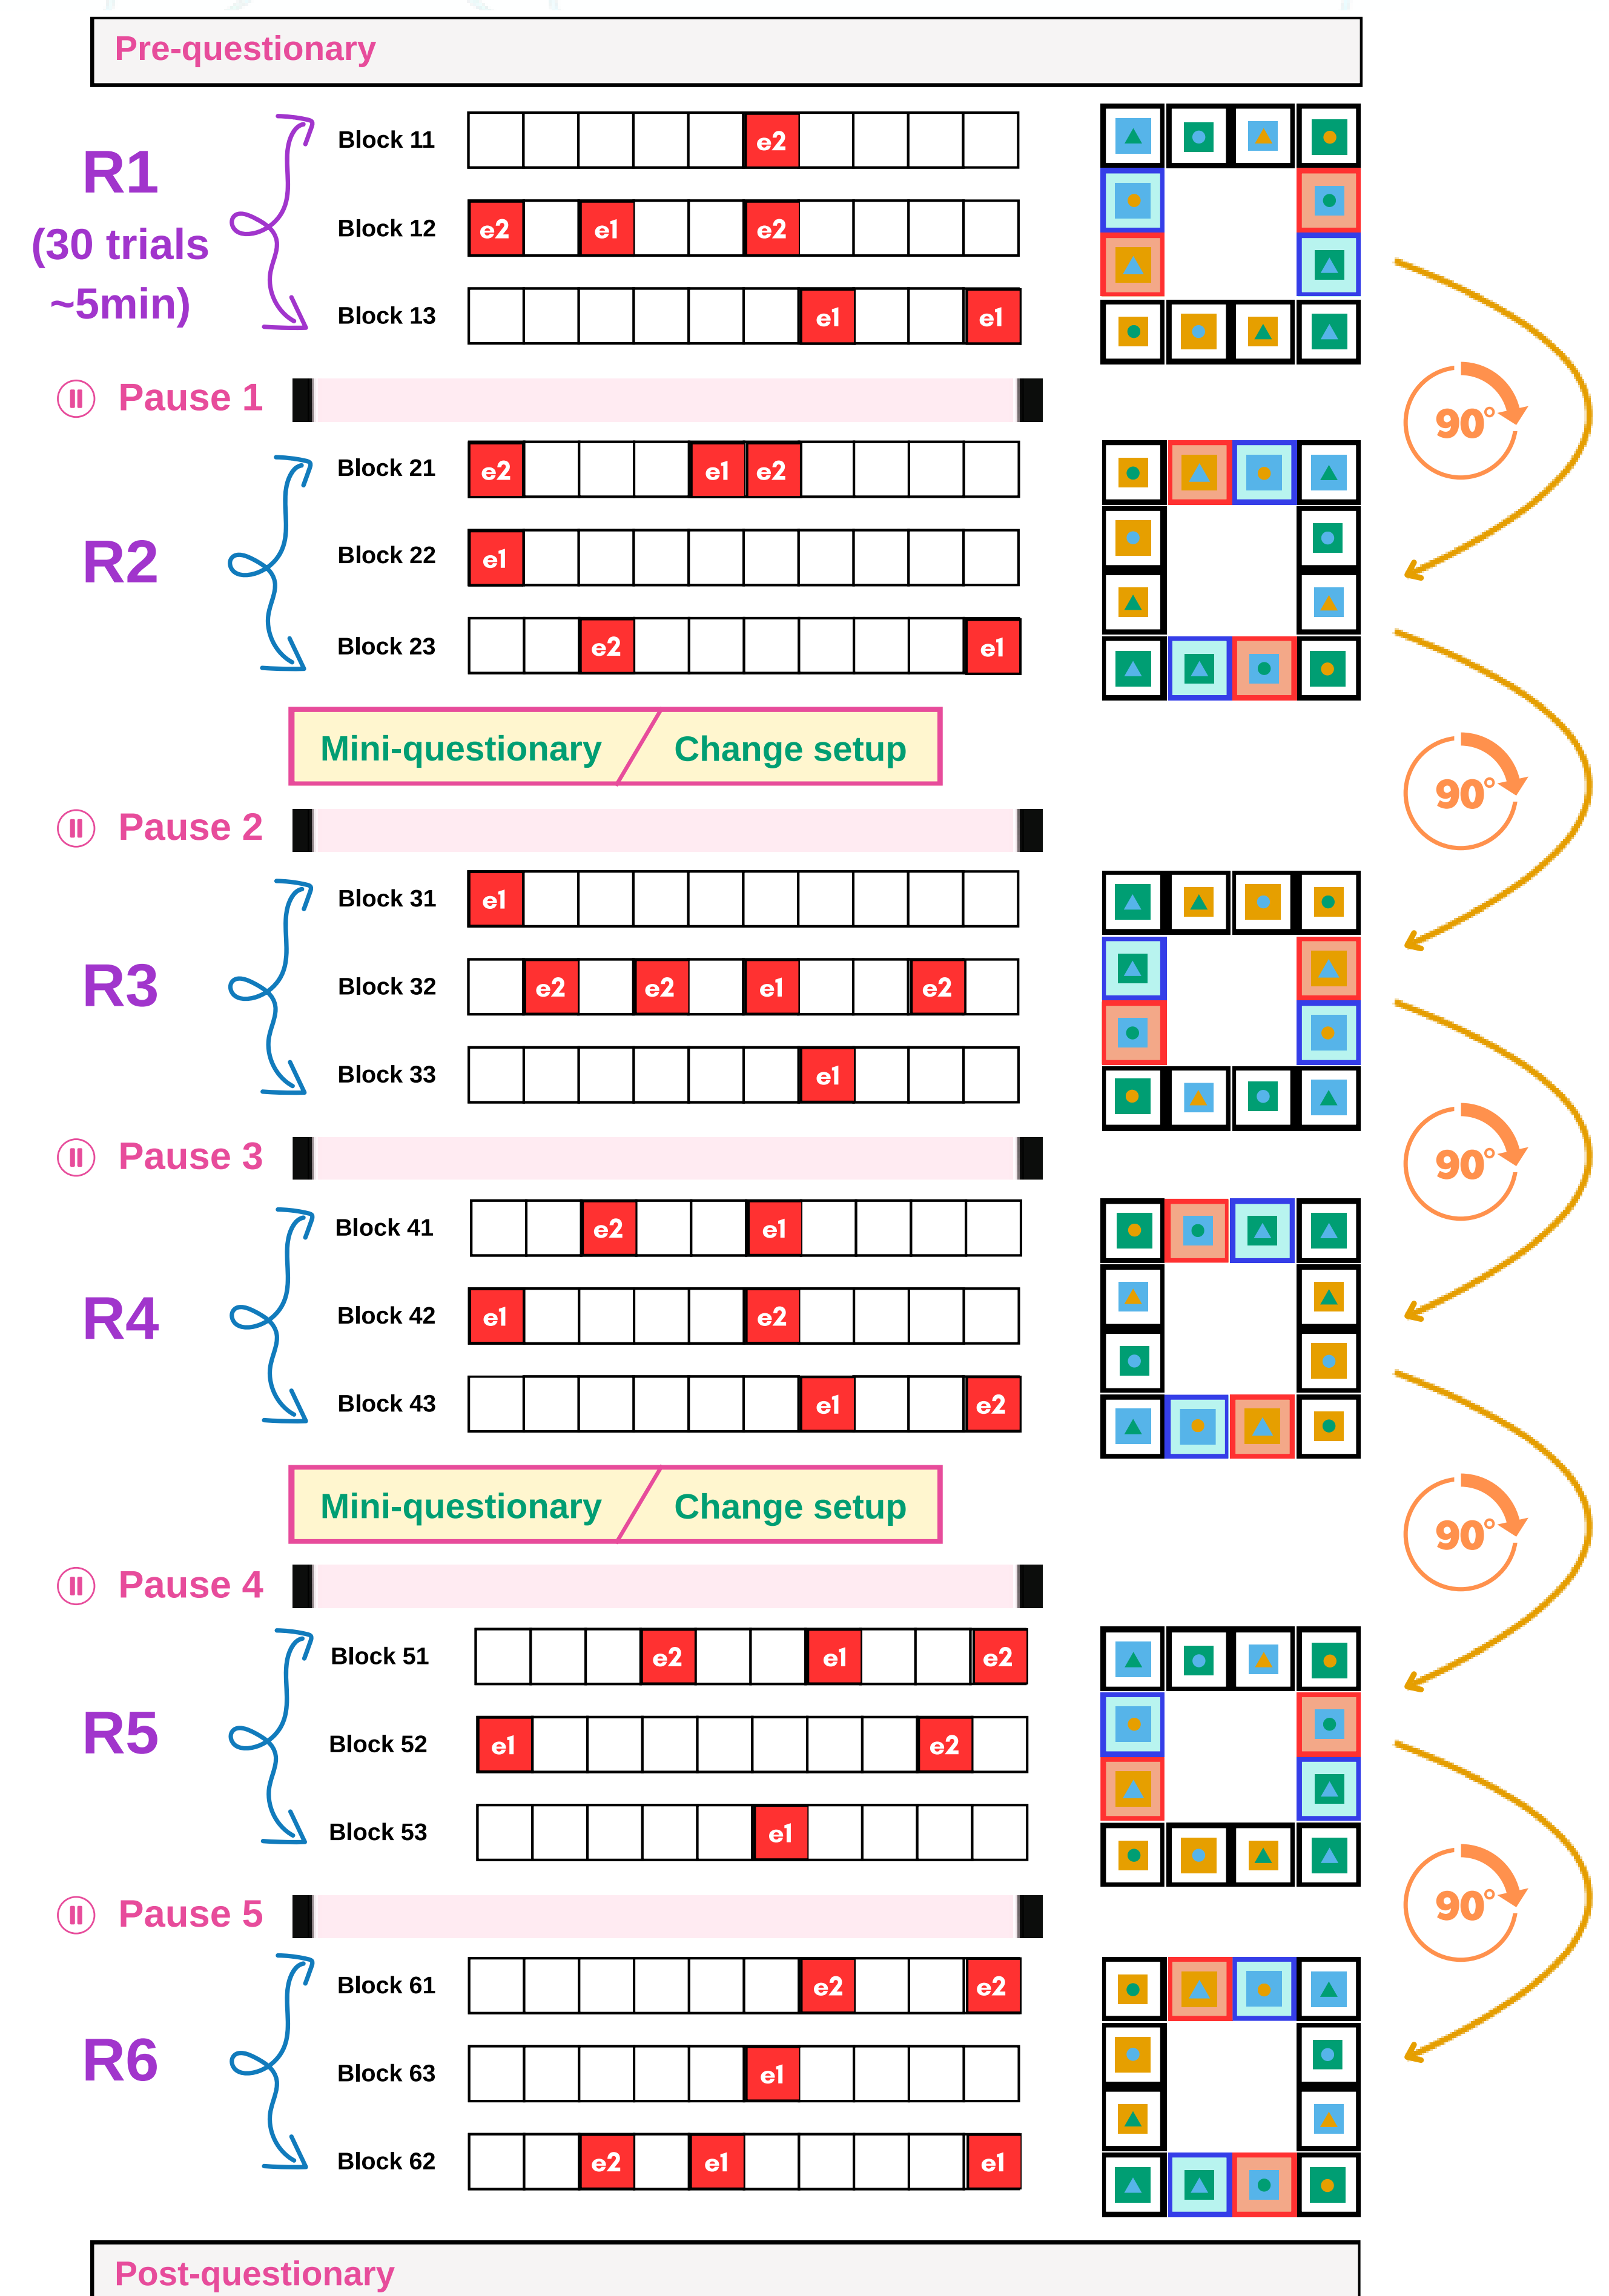 Pre-questionary
R1
(30 trials
~5min)
Block 11
e2
Block 12
e2 e1 e2
Block 13
e1 e1
Pause 1
90°
R2
Block 21
e2 e1 e2
Block 22
e1
Block 23
e2 e1
Mini-questionary Change setup
90°
Pause 2
R3
Block 31
e1
Block 32
e2 e2 e1 e2
Block 33
e1
Pause 3
90°
R4
Block 41
e2 e1
Block 42
e1 e2
Block 43
e1 e2
Mini-questionary Change setup
90°
Pause 4
R5
Block 51
e2 e1 e2
Block 52
e1 e2
Block 53
e1
Pause 5
90°
R6
Block 61
e2 e2
Block 63
e1
Block 62
e2 e1 e1
Post-questionary